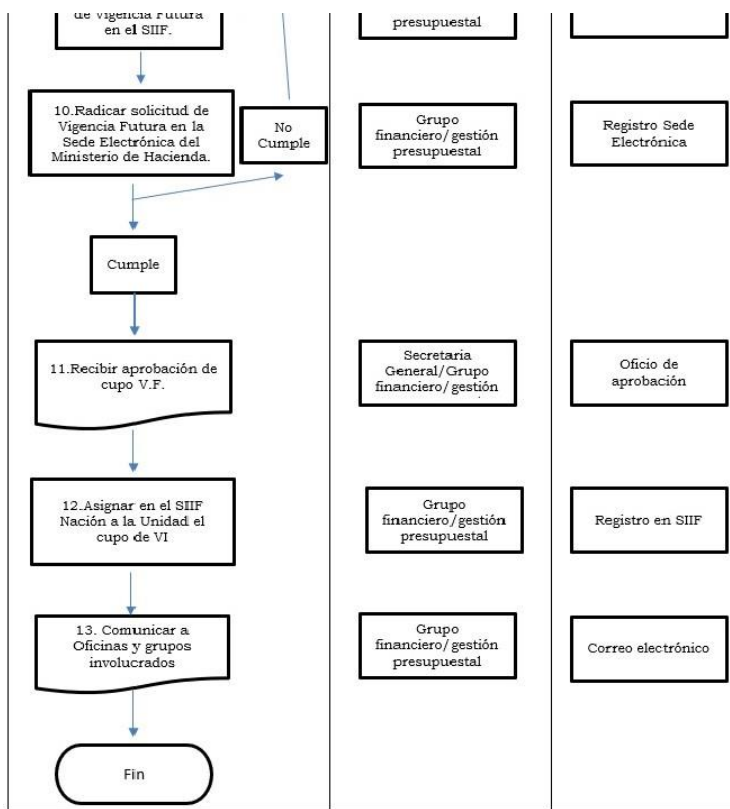 de Vigencia Futura
en el SIIF.
presupuestal
10.Radicar solicitud de
Vigencia Futura en la
Sede Electrónica del
Ministerio de Hacienda.
No
Cumple
Grupo
financiero/gestión
presupuestal
Registro Sede
Electrónica
Cumple
11.Recibir aprobación de
cupo V.F.
Secretaria
General/Grupo
financiero/gestión
Oficio de
aprobación
12.Asignar en el SIIF
Nación a la Unidad el
cupo de VI
Grupo
financiero/gestión
presupuestal
Registro en SIIF
13. Comunicar a
Oficinas y grupos
involucrados
Grupo
financiero/gestión
presupuestal
Correo electrónico
Fin